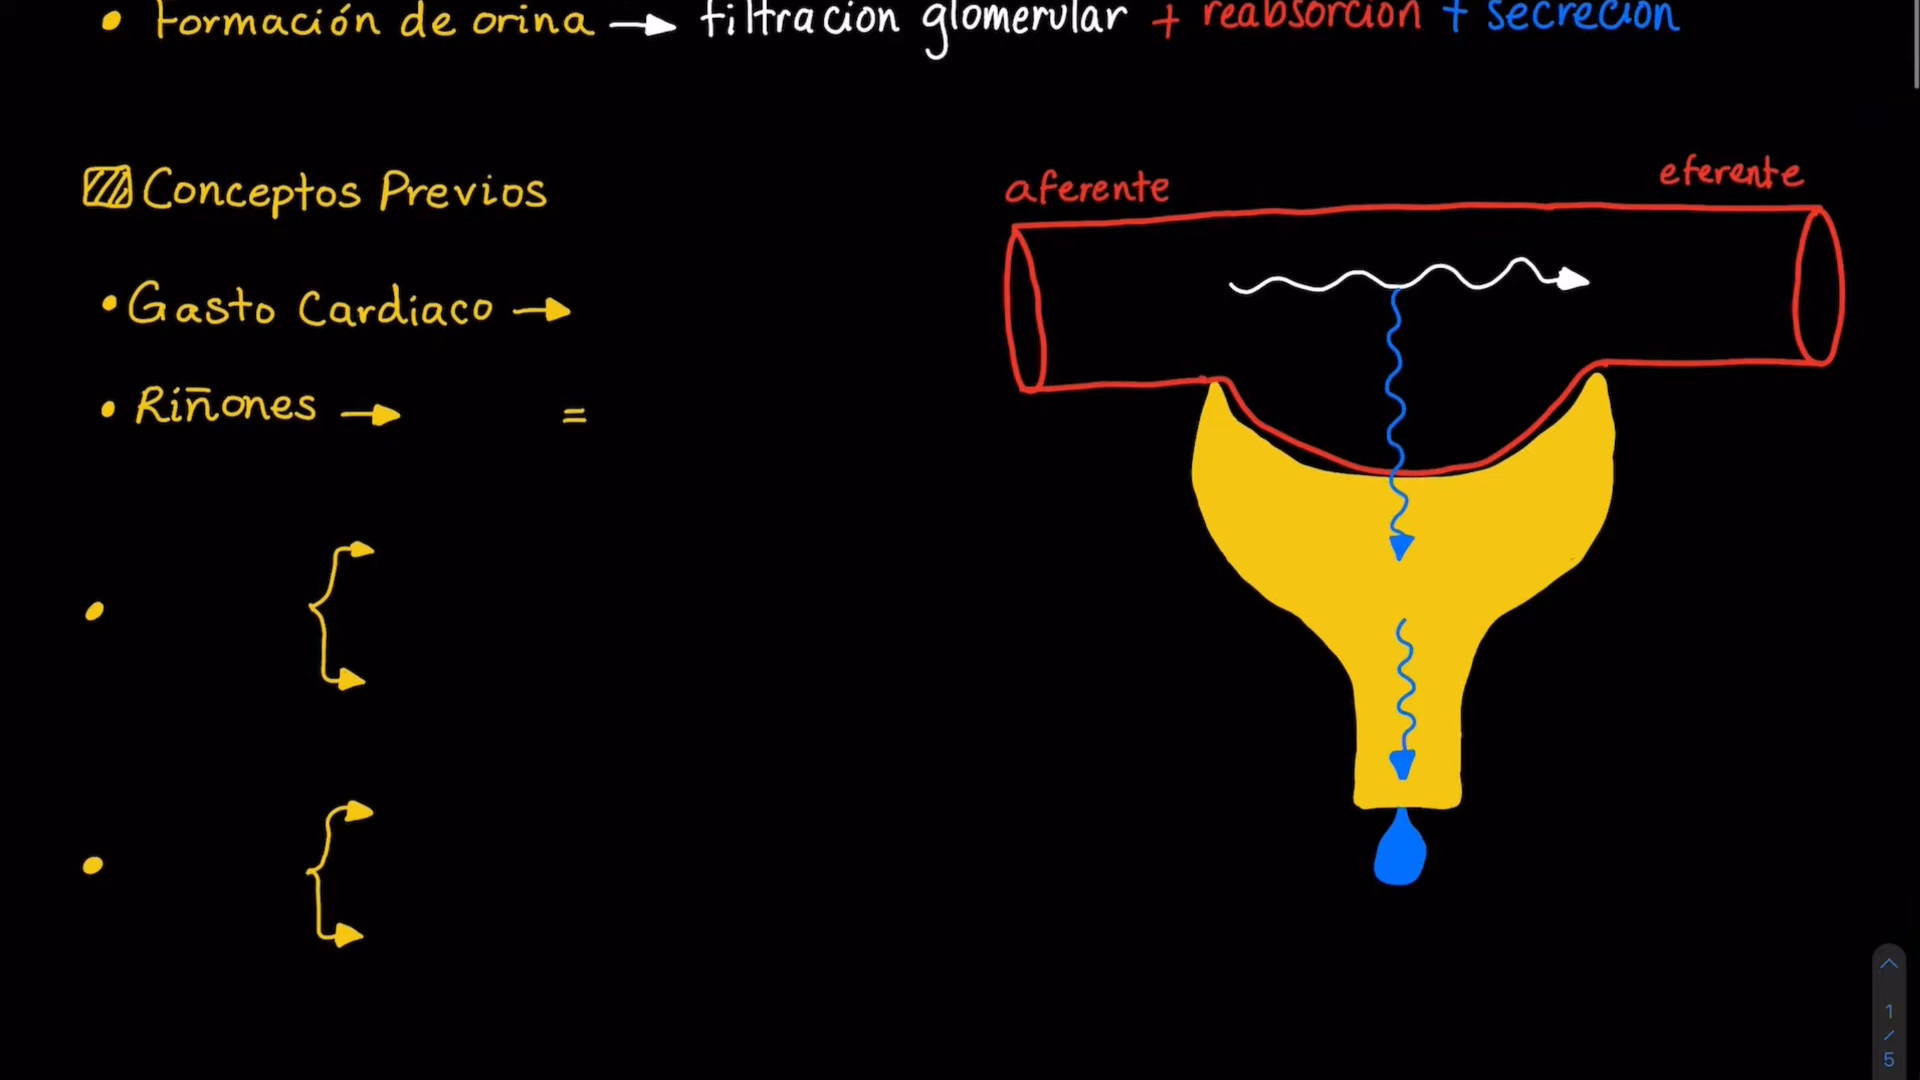 • Formación de orina → filtración glomerular + reabsorción + secreción
Conceptos Previos
aferente
eferente
• Gasto Cardiaco →
• Riñones → =
1
/
5